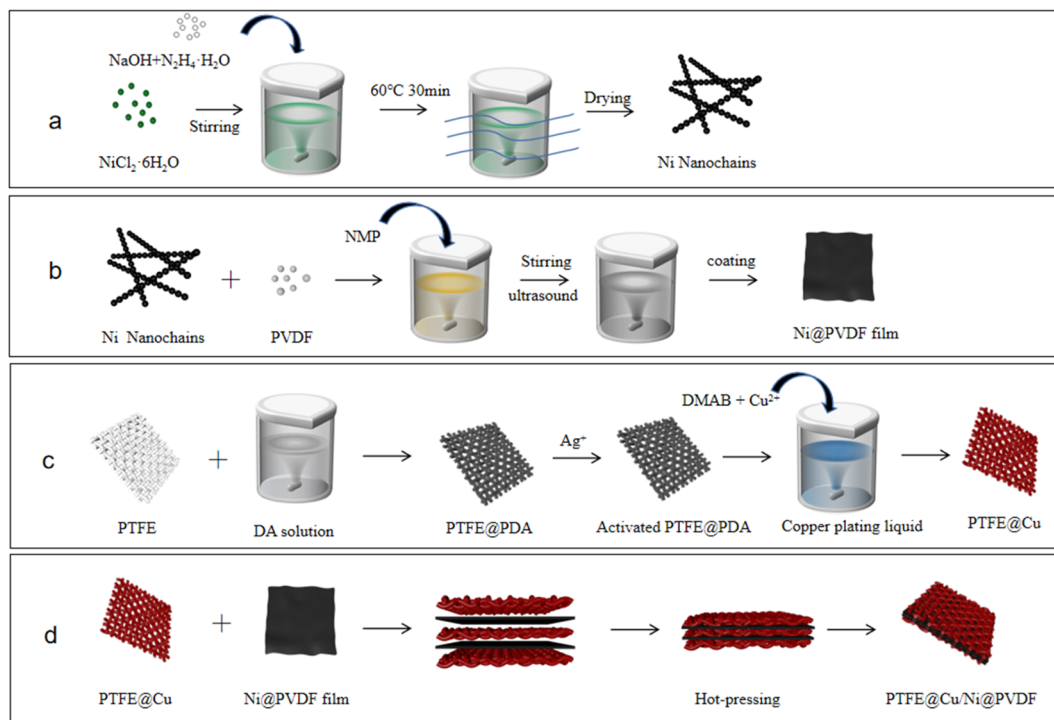 a
NaOH+N₂H₄·H₂O
NiCl₂·6H₂O
Stirring
60℃ 30min
Drying
Ni Nanochains
b
Ni Nanochains
+
PVDF
NMP
Stirring
ultrasound
coating
Ni@PVDF film
c
PTFE
+
DA solution
PTFE@PDA
Ag⁺
Activated PTFE@PDA
DMAB + Cu²⁺
Copper plating liquid
PTFE@Cu
d
PTFE@Cu
+
Ni@PVDF film
Hot-pressing
PTFE@Cu/Ni@PVDF